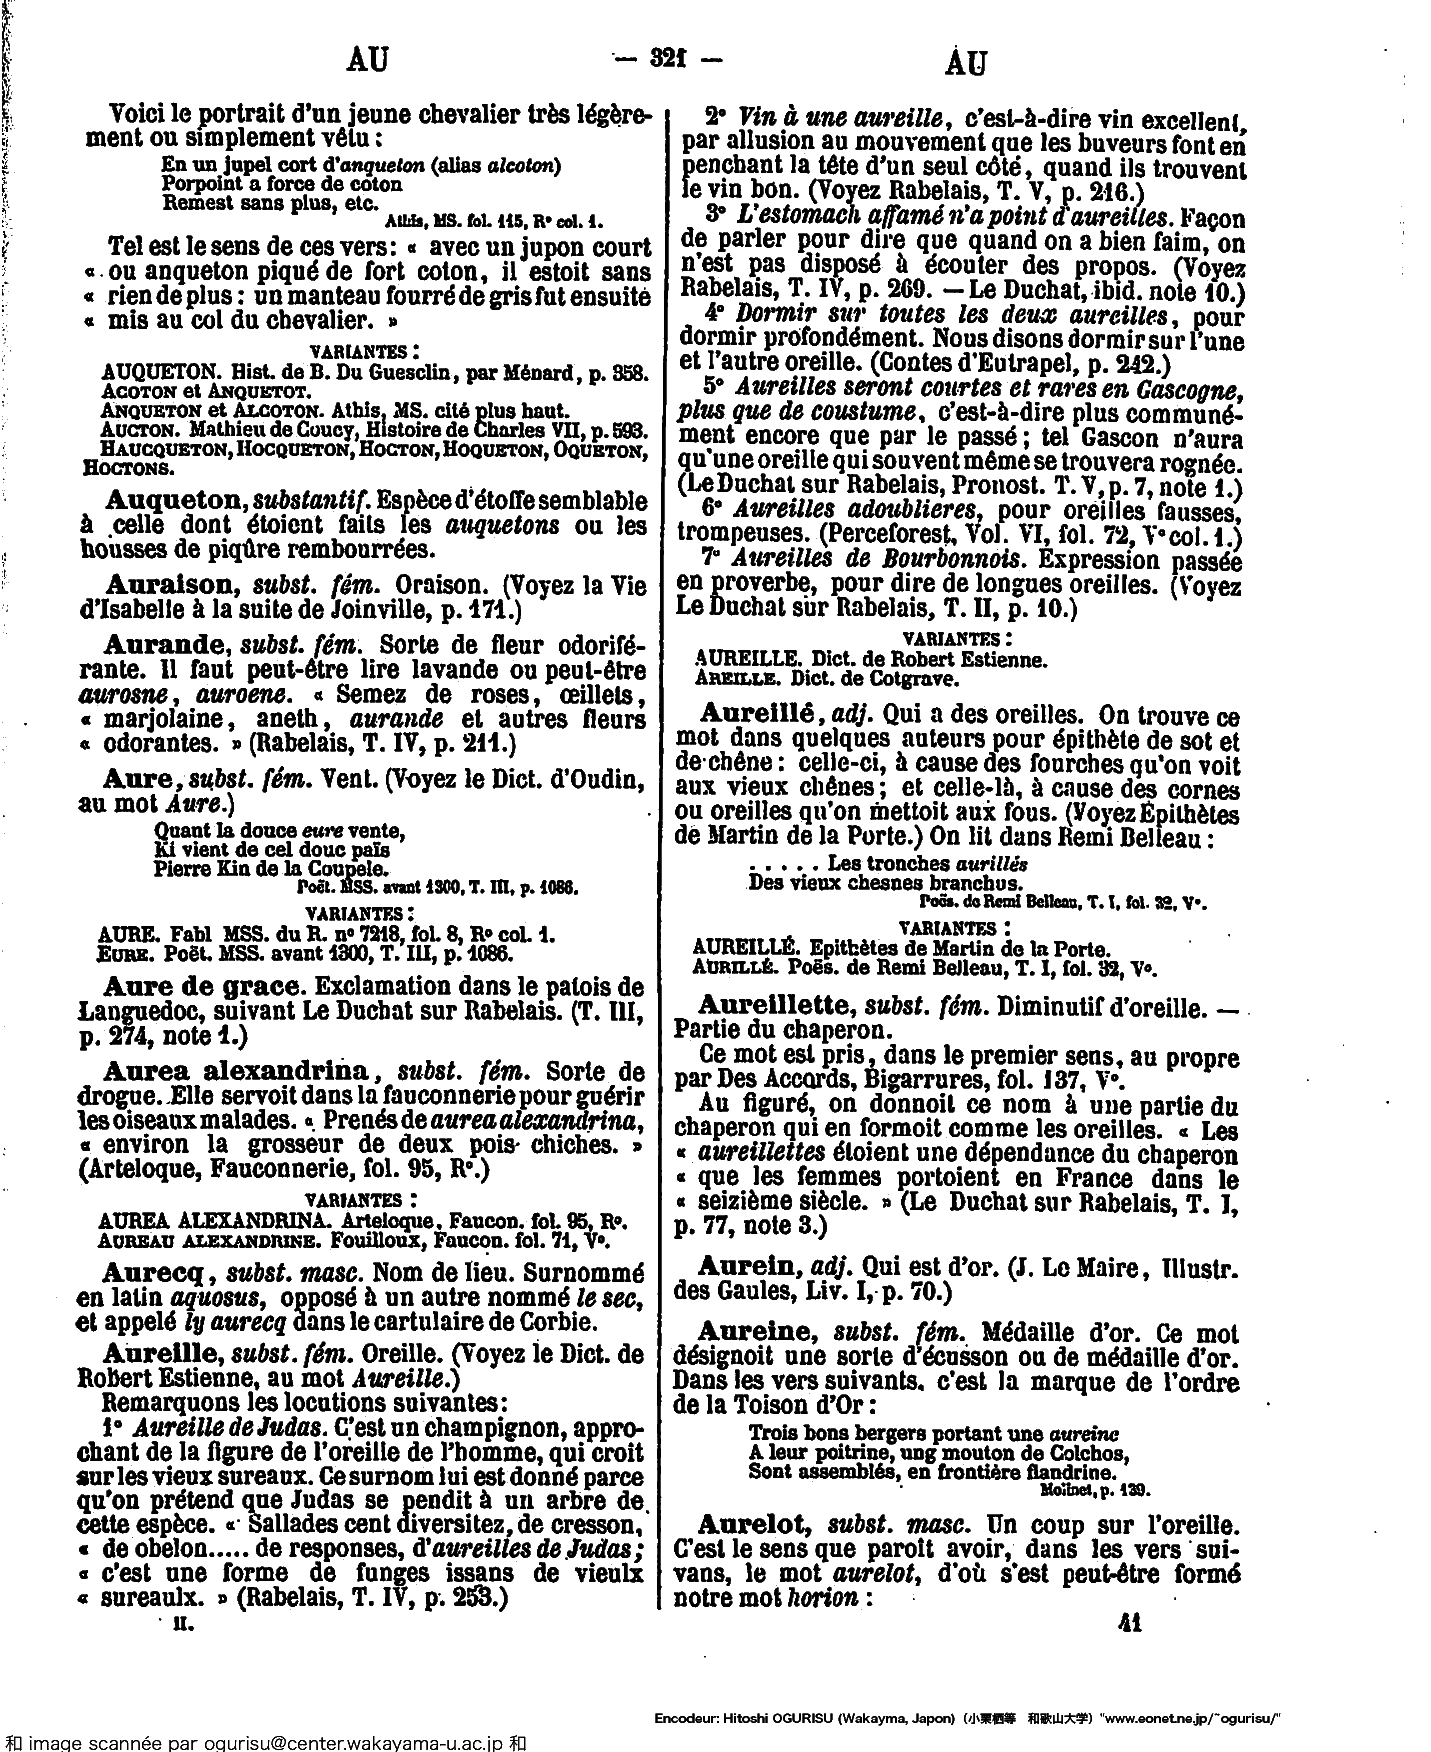 AU
— 321 —
AU
Voici le portrait d'un jeune chevalier très légère-
ment ou simplement vêtu :
En un jupel cort d'anqueton (alias alcoton)
Porpoint a force de coton
Remest sans plus, etc.
Athis, MS. fol. 115, R° col. 1.
Tel est le sens de ces vers : « avec un jupon court
« ou anqueton piqué de fort coton, il estoit sans
« rien de plus : un manteau fourré de gris fut ensuite
« mis au col du chevalier. »
VARIANTES :
AUQUETON. Hist. de B. Du Guesclin, par Ménard, p. 358.
ACOTON et ANQUETOT.
ANQUETON et ALCOTON. Athis, MS. cité plus haut.
AUCTON. Mathieu de Coucy, Histoire de Charles VII, p. 593.
HAUCQUETON, HOCQUETON, HOCTON, HOQUETON, OQUETON,
HOCTONS.
Auqueton, substantif. Espèce d'étoffe semblable
à celle dont étoient faits les auquetons ou les
housses de piqûre rembourrées.
Auraison, subst. fém. Oraison. (Voyez la Vie
d'Isabelle à la suite de Joinville, p. 171.)
Aurande, subst. fém. Sorte de fleur odorifé-
rante. Il faut peut-être lire lavande ou peut-être
aurosne, auroene. « Semez de roses, œillets,
« marjolaine, aneth, aurande et autres fleurs
« odorantes. » (Rabelais, T. IV, p. 211.)
Aure, subst. fém. Vent. (Voyez le Dict. d'Oudin,
au mot Aure.)
Quant la douce eure vente,
Ki vient de cel douc païs
Pierre Kin de la Coupele.
Poët. MSS. avant 1300, T. III, p. 1086.
VARIANTES :
AURE. Fabl MSS. du R. n° 7218, fol. 8, R° col. 1.
EURE. Poët. MSS. avant 1300, T. III, p. 1086.
Aure de grace. Exclamation dans le patois de
Languedoc, suivant Le Duchat sur Rabelais. (T. III,
p. 274, note 1.)
Aurea alexandrina, subst. fém. Sorte de
drogue. Elle servoit dans la fauconnerie pour guérir
les oiseaux malades. « Prenés de aurea alexandrina,
« environ la grosseur de deux pois chiches. »
(Arteloque, Fauconnerie, fol. 95, R°.)
VARIANTES :
AUREA ALEXANDRINA. Arteloque, Faucon. fol. 95, R°.
AUREAU ALEXANDRINE. Fouilloux, Faucon. fol. 71, V°.
Aurecq, subst. masc. Nom de lieu. Surnommé
en latin aquosus, opposé à un autre nommé le sec,
et appelé ly aurecq dans le cartulaire de Corbie.
Aureille, subst. fém. Oreille. (Voyez le Dict. de
Robert Estienne, au mot Aureille.)
Remarquons les locutions suivantes :
1° Aureille de Judas. C'est un champignon, appro-
chant de la figure de l'oreille de l'homme, qui croit
sur les vieux sureaux. Ce surnom lui est donné parce
qu'on prétend que Judas se pendit à un arbre de
cette espèce. « Sallades cent diversitez, de cresson,
« de obelon..... de responses, d'aureilles de Judas ;
« c'est une forme de funges issans de vieulx
« sureaulx. » (Rabelais, T. IV, p. 253.)
II.
2° Vin à une aureille, c'est-à-dire vin excellent,
par allusion au mouvement que les buveurs font en
penchant la tête d'un seul côté, quand ils trouvent
le vin bon. (Voyez Rabelais, T. V, p. 216.)
3° L'estomach affamé n'a point d'aureilles. Façon
de parler pour dire que quand on a bien faim, on
n'est pas disposé à écouter des propos. (Voyez
Rabelais, T. IV, p. 269. — Le Duchat, ibid. note 10.)
4° Dormir sur toutes les deux aureilles, pour
dormir profondément. Nous disons dormir sur l'une
et l'autre oreille. (Contes d'Eutrapel, p. 242.)
5° Aureilles seront courtes et rares en Gascogne,
plus que de coustume, c'est-à-dire plus communé-
ment encore que par le passé ; tel Gascon n'aura
qu'une oreille qui souvent même se trouvera rognée.
(Le Duchat sur Rabelais, Pronost. T. V, p. 7, note 1.)
6° Aureilles adoublieres, pour oreilles fausses,
trompeuses. (Perceforest, Vol. VI, fol. 72, V° col. 1.)
7° Aureilles de Bourbonnois. Expression passée
en proverbe, pour dire de longues oreilles. (Voyez
Le Duchat sur Rabelais, T. II, p. 10.)
VARIANTES :
AUREILLE. Dict. de Robert Estienne.
AREILLE. Dict. de Cotgrave.
Aureillé, adj. Qui a des oreilles. On trouve ce
mot dans quelques auteurs pour épithète de sot et
de chêne : celle-ci, à cause des fourches qu'on voit
aux vieux chênes ; et celle-là, à cause des cornes
ou oreilles qu'on mettoit aux fous. (Voyez Épithètes
de Martin de la Porte.) On lit dans Remi Belleau :
. . . . . Les tronches aurillés
Des vieux chesnes branchus.
Poës. de Remi Belleau, T. I, fol. 32, V°.
VARIANTES :
AUREILLÉ. Epithètes de Martin de la Porte.
AURILLÉ. Poës. de Remi Belleau, T. I, fol. 32, V°.
Aureillette, subst. fém. Diminutif d'oreille. —
Partie du chaperon.
Ce mot est pris, dans le premier sens, au propre
par Des Accords, Bigarrures, fol. 137, V°.
Au figuré, on donnoit ce nom à une partie du
chaperon qui en formoit comme les oreilles. « Les
« aureillettes étoient une dépendance du chaperon
« que les femmes portoient en France dans le
« seizième siècle. » (Le Duchat sur Rabelais, T. I,
p. 77, note 3.)
Aurein, adj. Qui est d'or. (J. Le Maire, Illustr.
des Gaules, Liv. I, p. 70.)
Aureine, subst. fém. Médaille d'or. Ce mot
désignoit une sorte d'écusson ou de médaille d'or.
Dans les vers suivants, c'est la marque de l'ordre
de la Toison d'Or :
Trois bons bergers portant une aureine
A leur poitrine, ung mouton de Colchos,
Sont assemblés, en frontière flandrine.
Molinet, p. 139.
Aurelot, subst. masc. Un coup sur l'oreille.
C'est le sens que paroit avoir, dans les vers sui-
vans, le mot aurelot, d'où s'est peut-être formé
notre mot horion :
41
Encodeur: Hitoshi OGURISU (Wakayma, Japon) (小栗栖等 和歌山大学) "www.eonet.ne.jp/~ogurisu/"
和 image scannée par ogurisu@center.wakayama-u.ac.jp 和